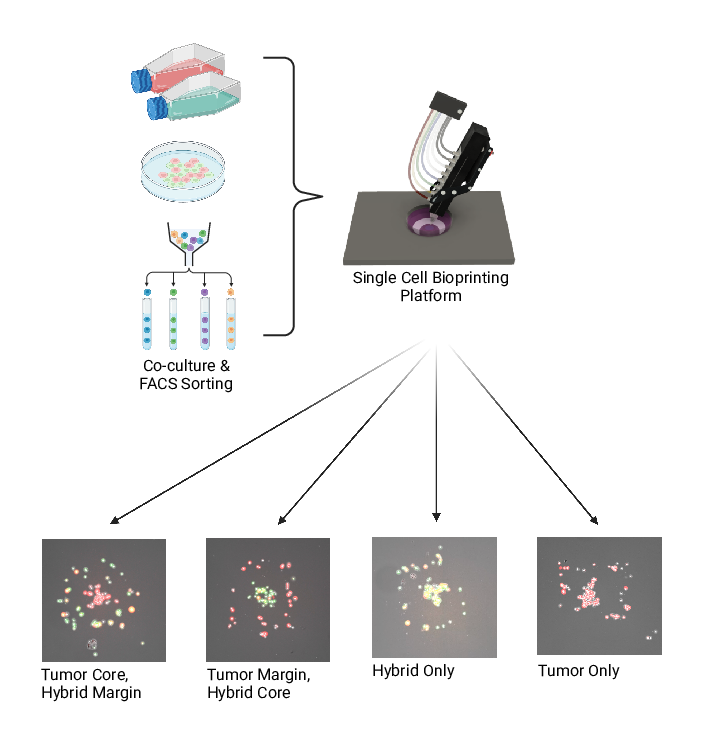 Single Cell Bioprinting
Platform
Co-culture &
FACS Sorting
Tumor Core,
Hybrid Margin
Tumor Margin,
Hybrid Core
Hybrid Only
Tumor Only